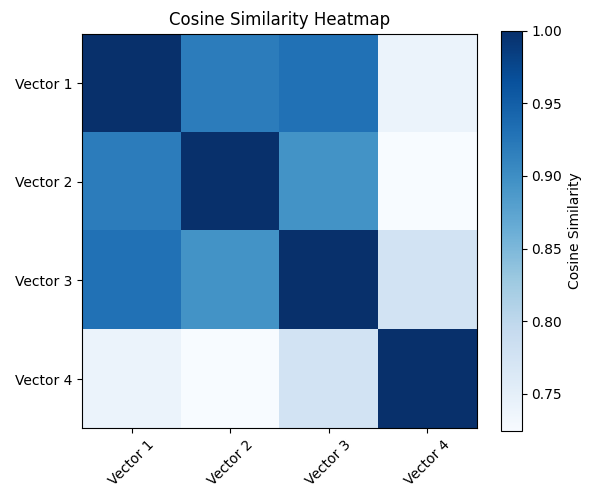 Cosine Similarity Heatmap
Vector 1
Vector 2
Vector 3
Vector 4
Vector 1
Vector 2
Vector 3
Vector 4
1.00
0.95
0.90
0.85
0.80
0.75
Cosine Similarity